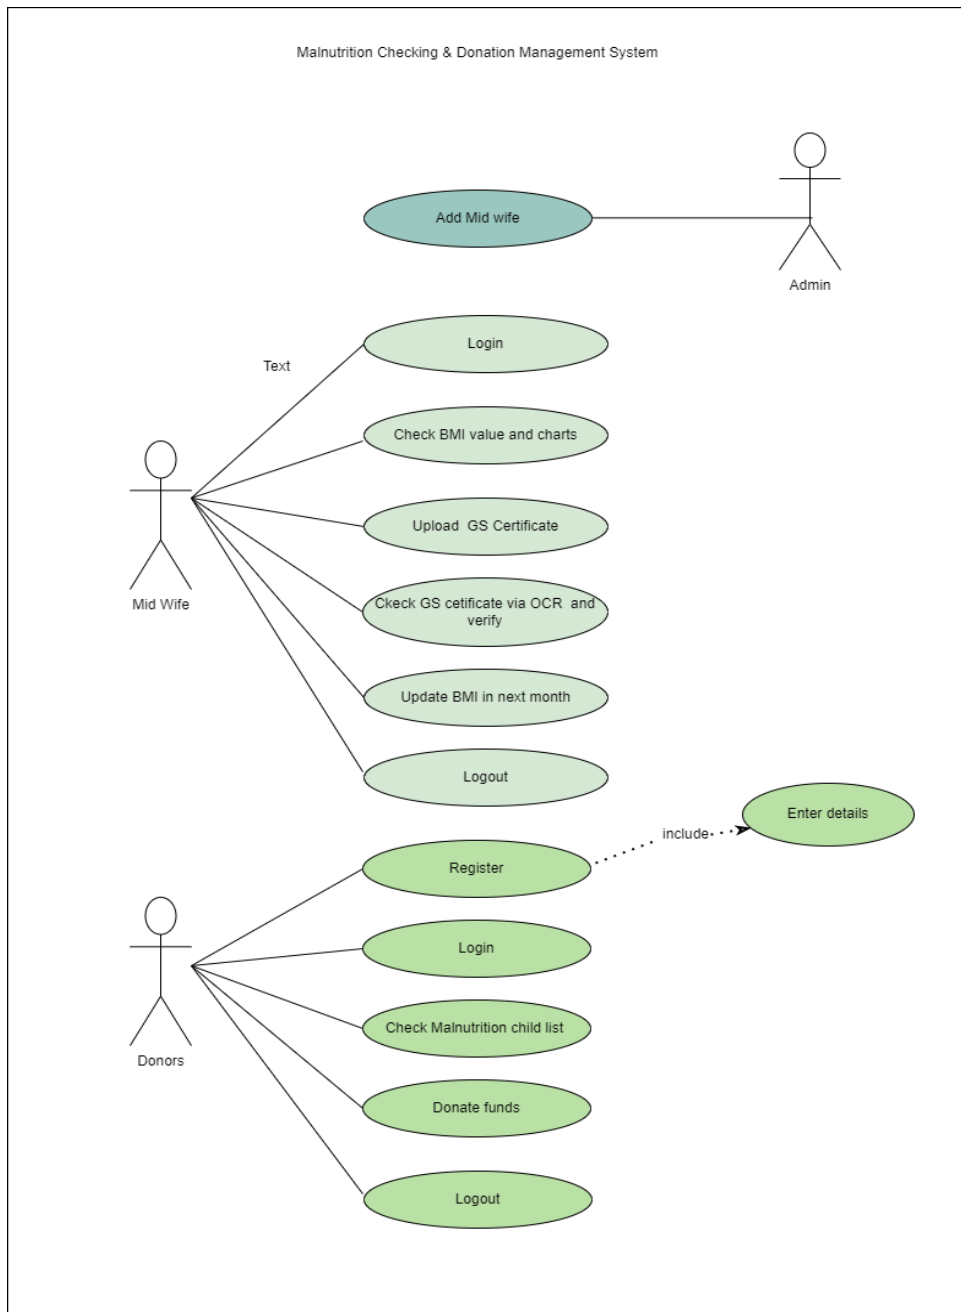 Malnutrition Checking & Donation Management System
Add Mid wife
Admin
Login
Text
Check BMI value and charts
Upload  GS Certificate
Mid Wife
Ckeck GS cetificate via OCR  and
verify
Update BMI in next month
Logout
Enter details
include
Register
Login
Check Malnutrition child list
Donors
Donate funds
Logout